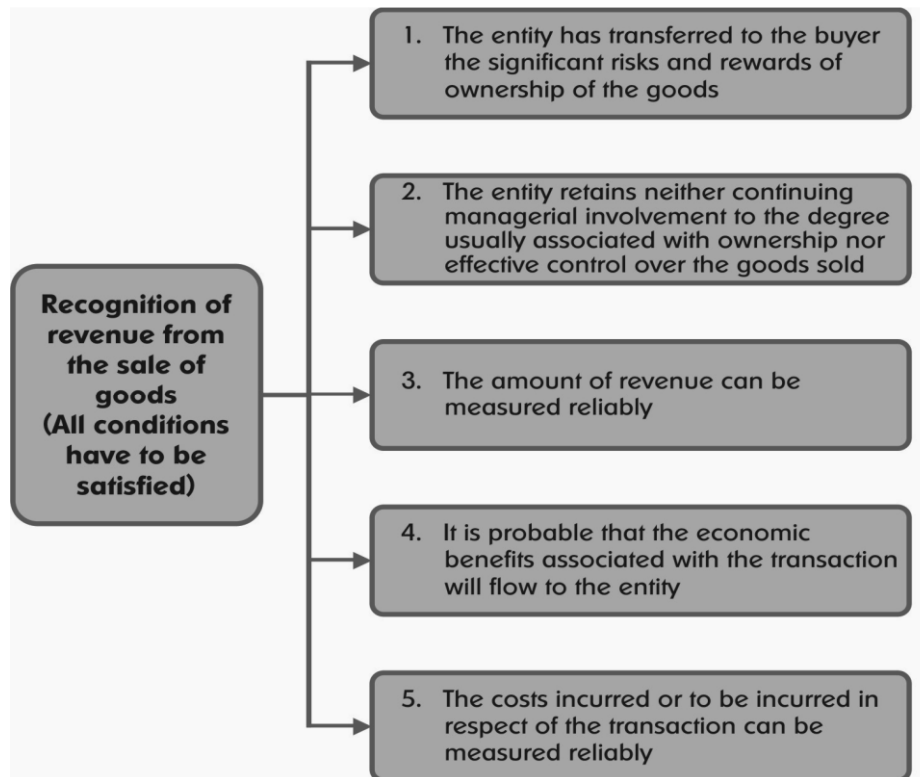 Recognition of
revenue from
the sale of
goods
(All conditions
have to be
satisfied)
1. The entity has transferred to the buyer
the significant risks and rewards of
ownership of the goods
2. The entity retains neither continuing
managerial involvement to the degree
usually associated with ownership nor
effective control over the goods sold
3. The amount of revenue can be
measured reliably
4. It is probable that the economic
benefits associated with the transaction
will flow to the entity
5. The costs incurred or to be incurred in
respect of the transaction can be
measured reliably